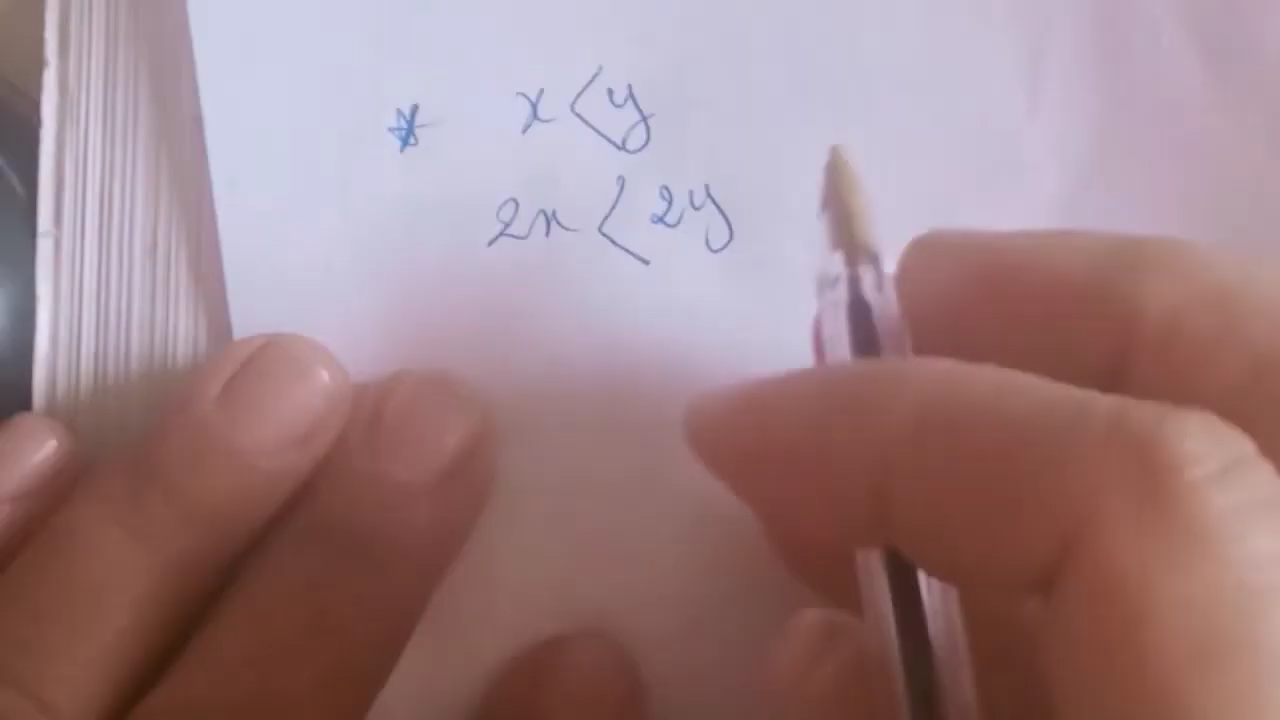 * x < y
2x < 2y